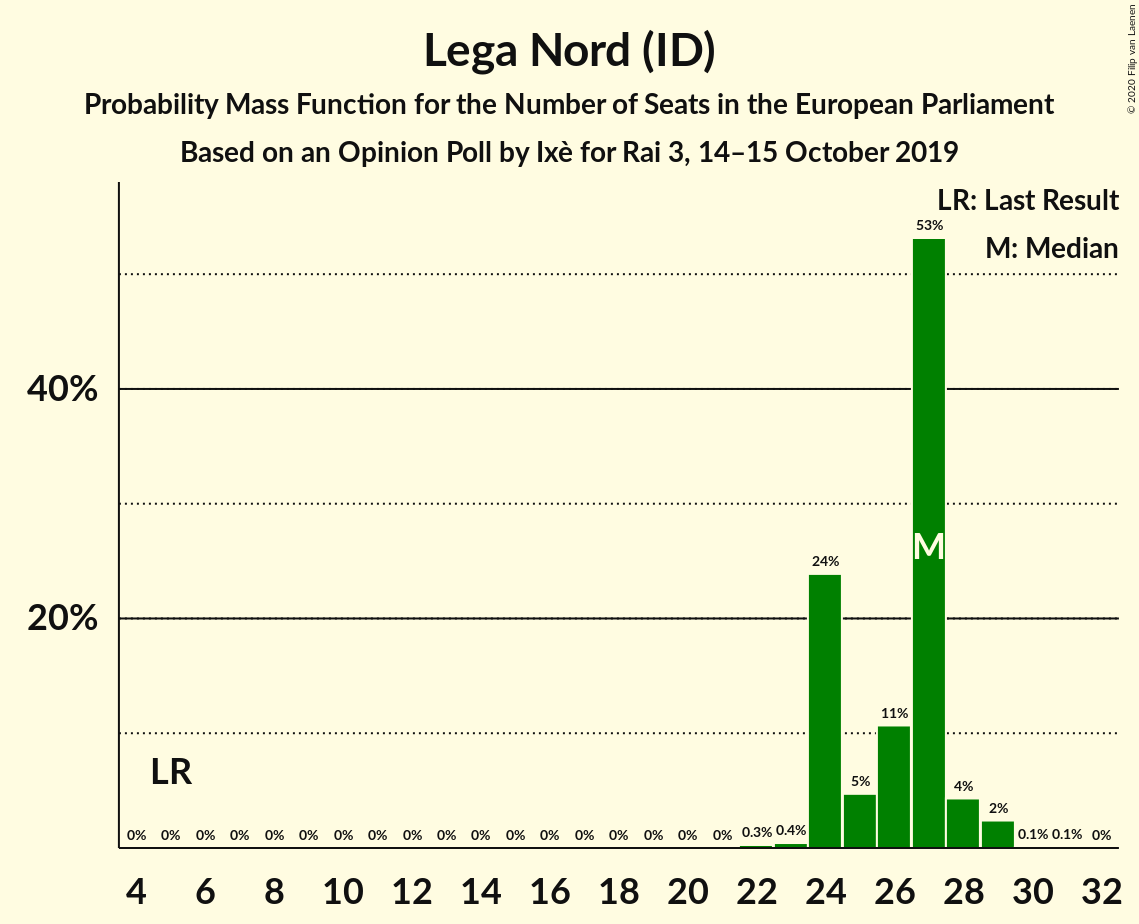 © 2020 Filip van Laenen
Lega Nord (ID)
Probability Mass Function for the Number of Seats in the European Parliament
Based on an Opinion Poll by Ixè for Rai 3, 14–15 October 2019
LR: Last Result
M: Median
53%
40%
M
24%
20%
11%
LR
5%
4%
2%
0% 0% 0% 0% 0% 0% 0% 0% 0% 0% 0% 0% 0% 0% 0% 0% 0% 0% 0.3% 0.4% 0.1% 0.1% 0%
4 6 8 10 12 14 16 18 20 22 24 26 28 30 32